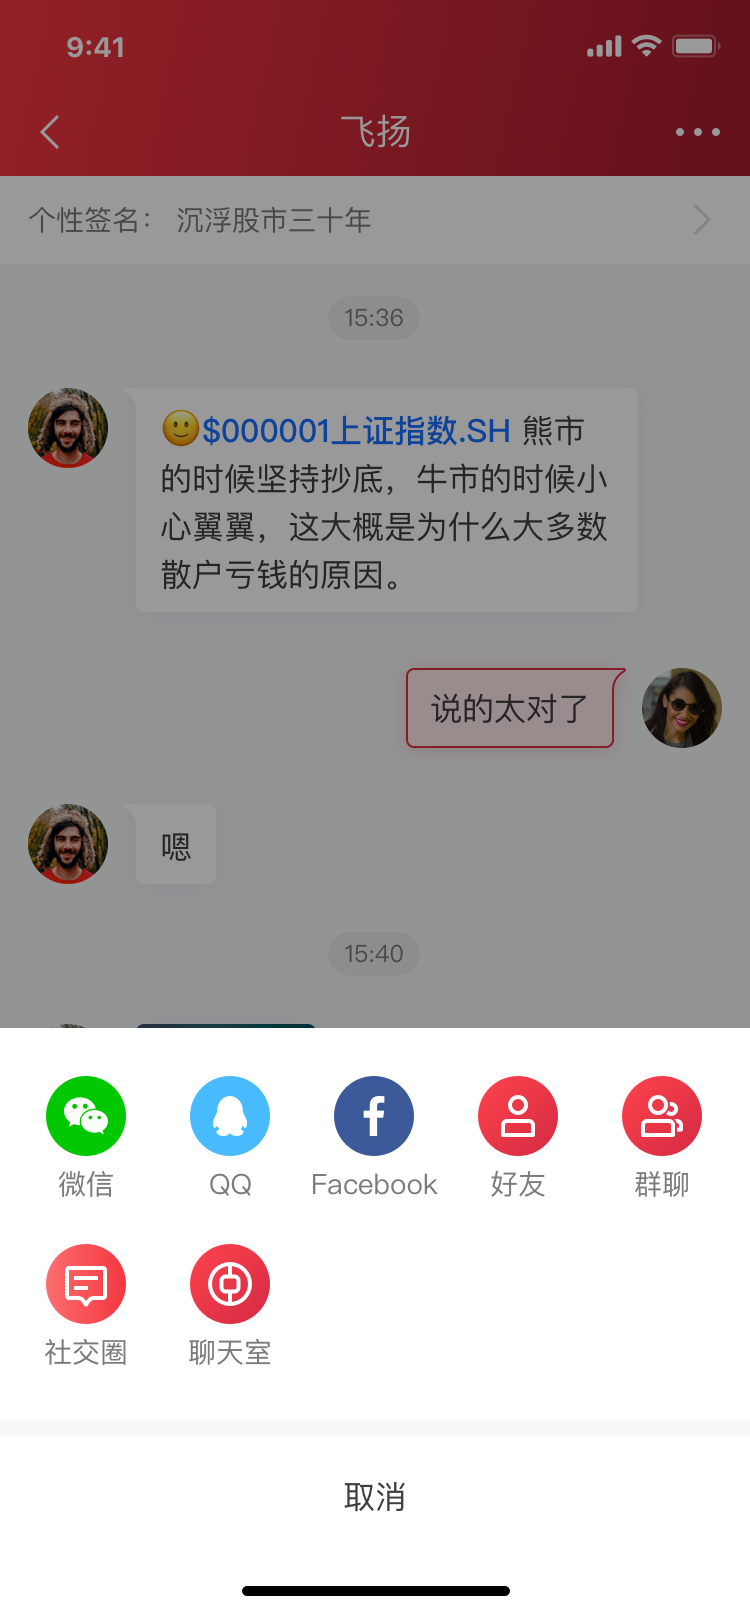 9:41
飞扬
个性签名： 沉浮股市三十年
15:36
$000001上证指数.SH 熊市
的时候坚持抄底，牛市的时候小
心翼翼，这大概是为什么大多数
散户亏钱的原因。
说的太对了
嗯
15:40
微信 QQ Facebook 好友 群聊
社交圈 聊天室
取消